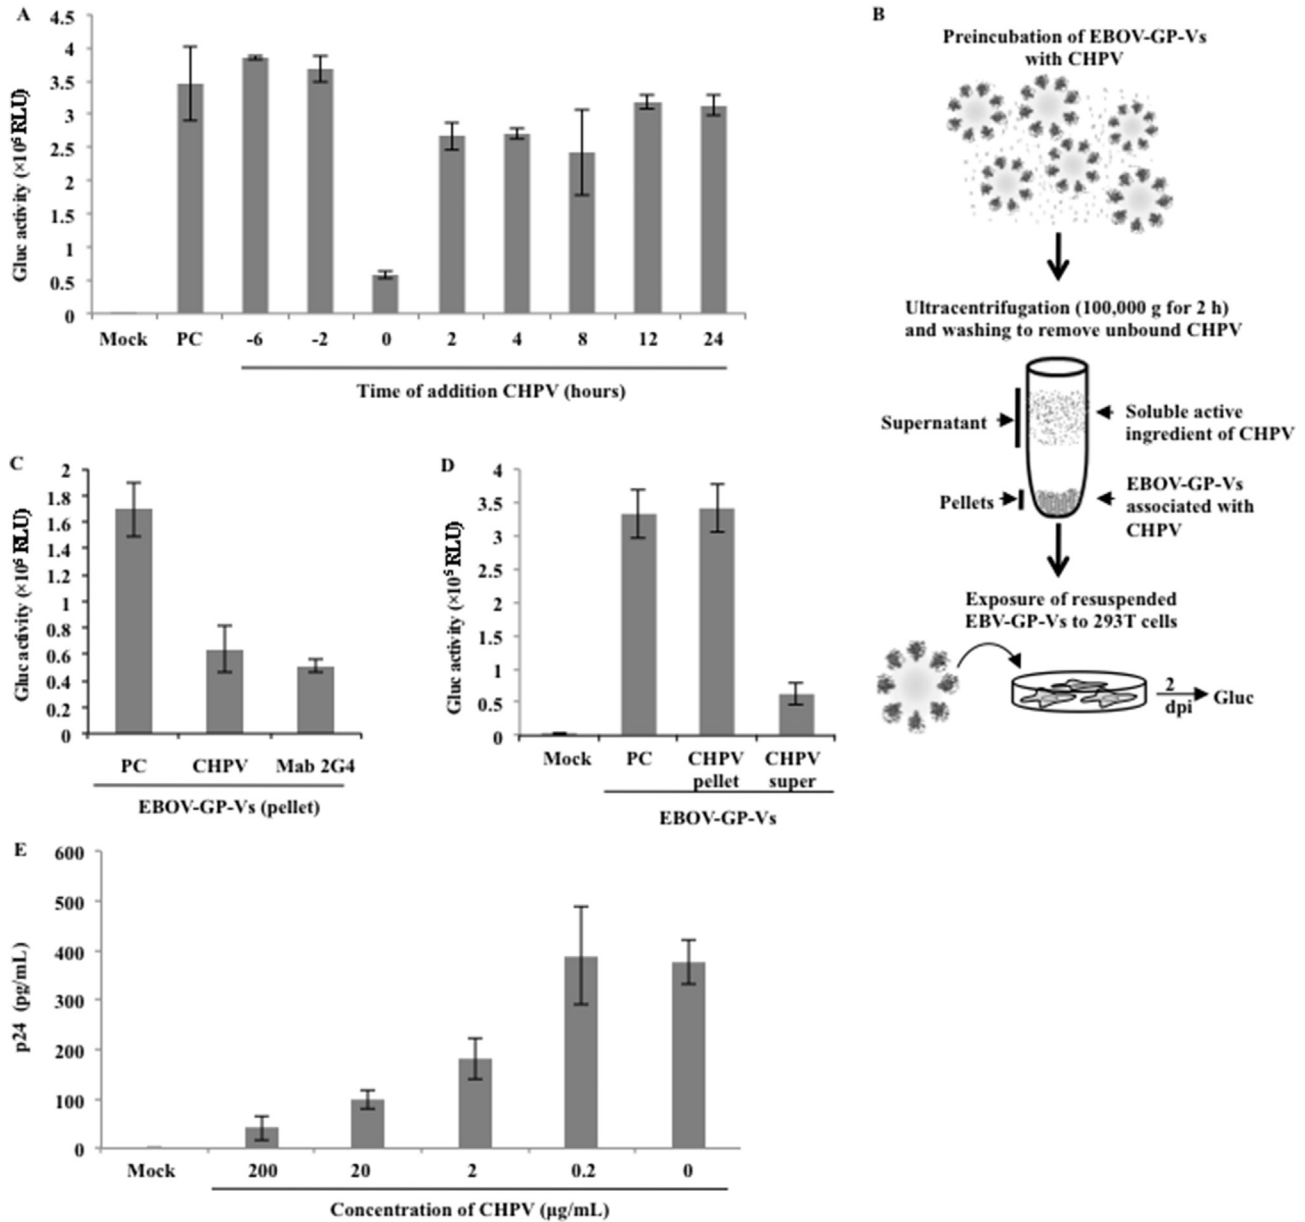 A
4.5
4
3.5
3
2.5
2
1.5
1
0.5
0
Gluc activity (×10⁵ RLU)
Mock PC -6 -2 0 2 4 8 12 24
Time of addition CHPV (hours)
B
Preincubation of EBOV-GP-Vs
with CHPV
Ultracentrifugation (100,000 g for 2 h)
and washing to remove unbound CHPV
Supernatant
Soluble active
ingredient of CHPV
Pellets
EBOV-GP-Vs
associated with
CHPV
Exposure of resuspended
EBV-GP-Vs to 293T cells
2
dpi
Gluc
C
2
1.8
1.6
1.4
1.2
1
0.8
0.6
0.4
0.2
0
Gluc activity (×10⁵ RLU)
PC CHPV Mab 2G4
EBOV-GP-Vs (pellet)
D
4
3.5
3
2.5
2
1.5
1
0.5
0
Gluc activity (×10⁵ RLU)
Mock PC CHPV CHPV
pellet super
EBOV-GP-Vs
E
600
500
400
300
200
100
0
p24 (pg/mL)
Mock 200 20 2 0.2 0
Concentration of CHPV (μg/mL)